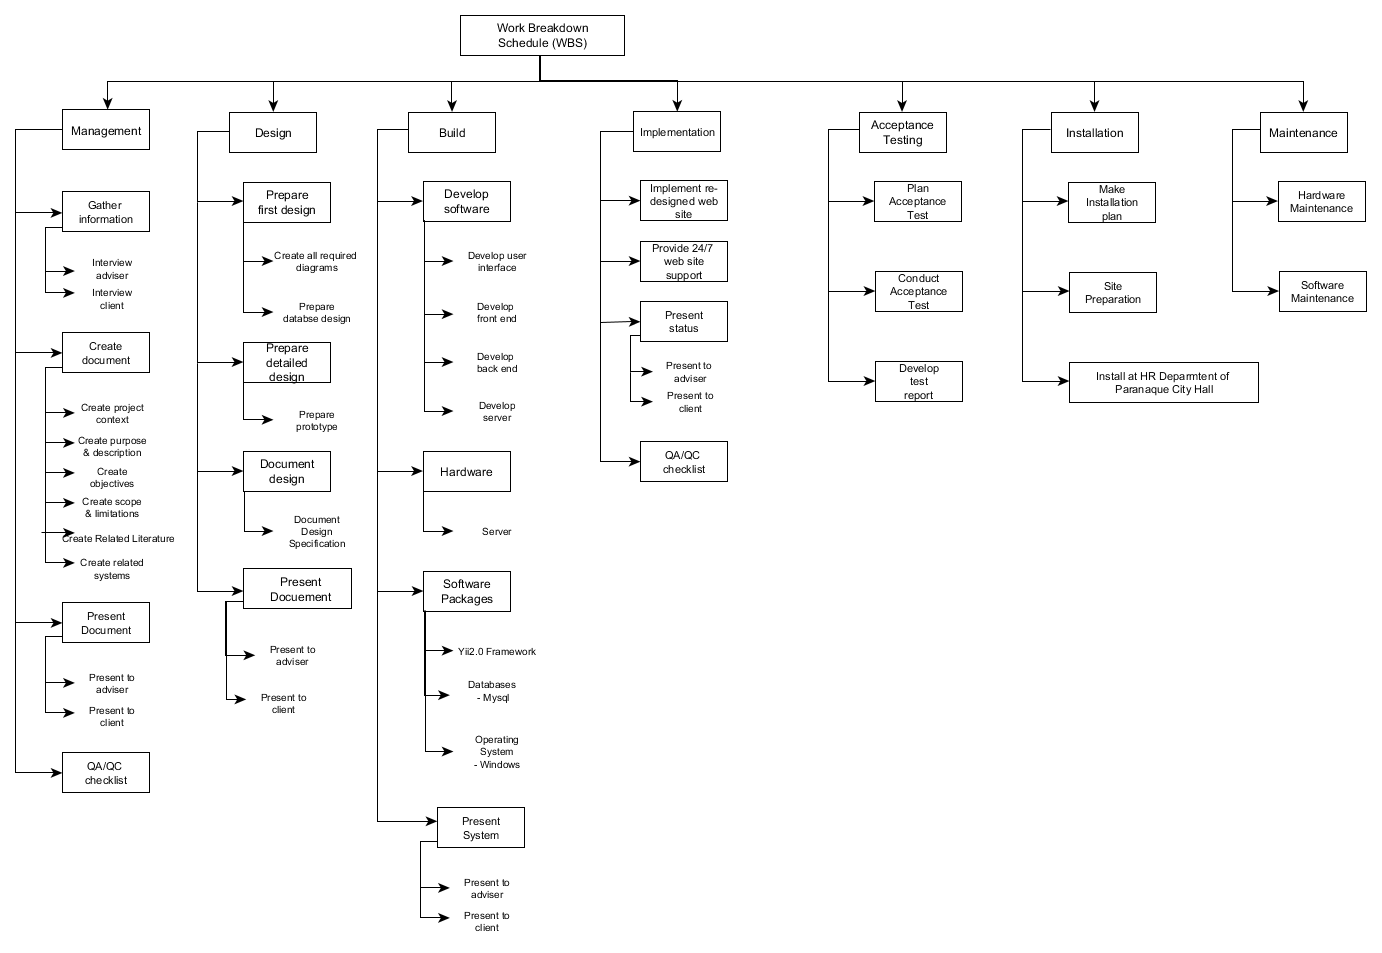 Work Breakdown
Schedule (WBS)
Management
Gather
information
Interview
adviser
Interview
client
Create
document
Create project
context
Create purpose
& description
Create
objectives
Create scope
& limitations
Create Related Literature
Create related
systems
Present
Document
Present to
adviser
Present to
client
QA/QC
checklist
Design
Prepare
first design
Create all required
diagrams
Prepare
databse design
Prepare
detailed
design
Prepare
prototype
Document
design
Document
Design
Specification
Present
Docuement
Present to
adviser
Present to
client
Build
Develop
software
Develop user
interface
Develop
front end
Develop
back end
Develop
server
Hardware
Server
Software
Packages
Yii2.0 Framework
Databases
- Mysql
Operating
System
- Windows
Present
System
Present to
adviser
Present to
client
Implementation
Implement re-
designed web
site
Provide 24/7
web site
support
Present
status
Present to
adviser
Present to
client
QA/QC
checklist
Acceptance
Testing
Plan
Acceptance
Test
Conduct
Acceptance
Test
Develop
test
report
Installation
Make
Installation
plan
Site
Preparation
Install at HR Deparmtent of
Paranaque City Hall
Maintenance
Hardware
Maintenance
Software
Maintenance